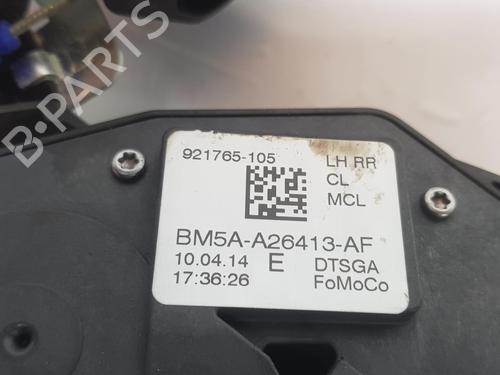 B-PARTS
921765-105 LH RR
CL
MCL
BM5A-A26413-AF
10.04.14 E DTSGA
17:36:26 FoMoCo